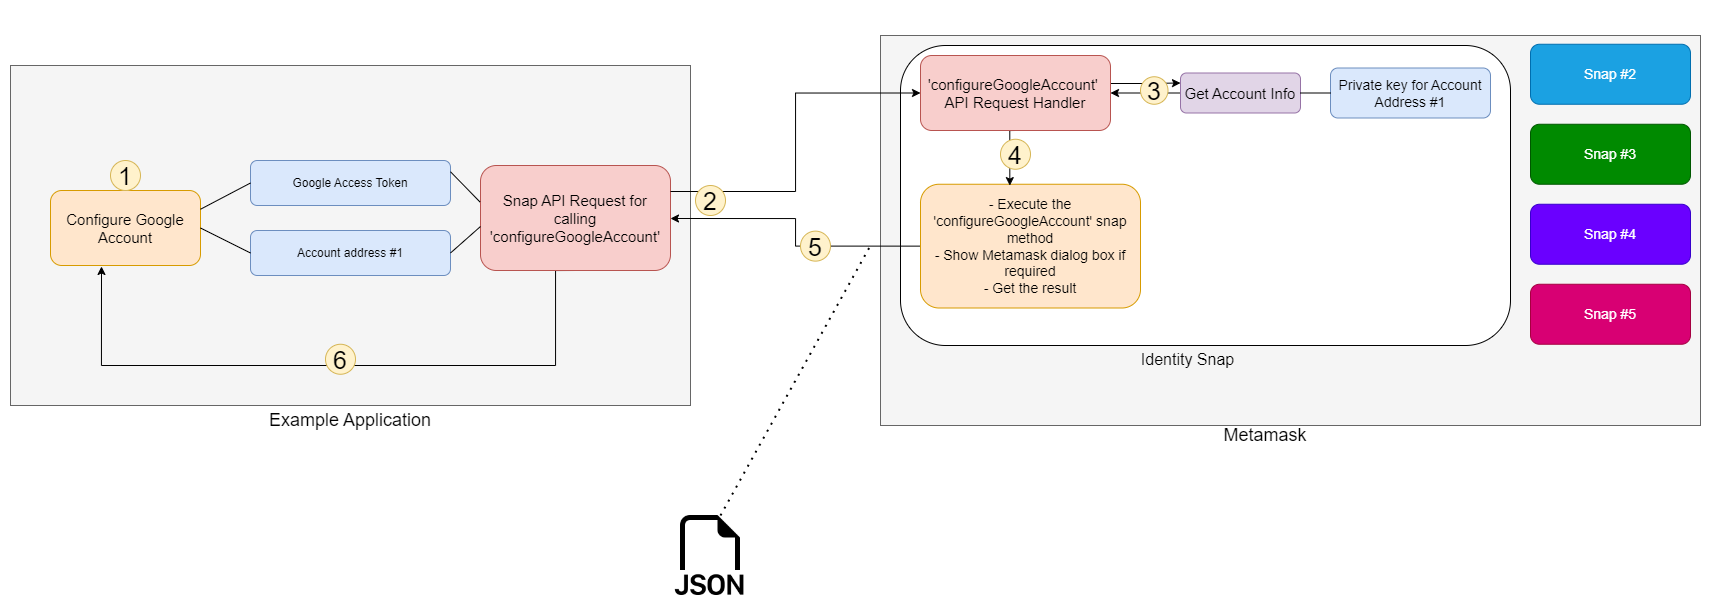 1
Configure Google
Account
Google Access Token
Account address #1
Snap API Request for
calling
'configureGoogleAccount'
2
5
6
Example Application
'configureGoogleAccount'
API Request Handler
3
Get Account Info
Private key for Account
Address #1
4
- Execute the
'configureGoogleAccount' snap
method
- Show Metamask dialog box if
required
- Get the result
Identity Snap
Snap #2
Snap #3
Snap #4
Snap #5
Metamask
JSON